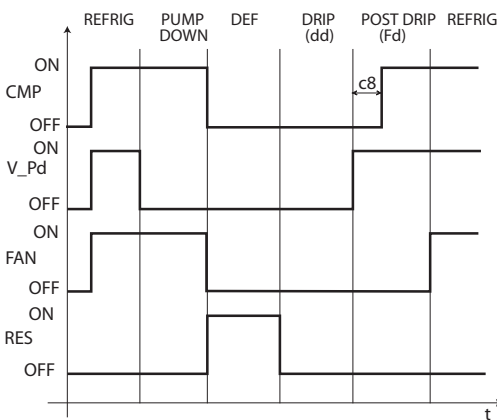 REFRIG PUMP DOWN DEF DRIP (dd) POST DRIP (Fd) REFRIG
ON
CMP
OFF
c8
ON
V_Pd
OFF
ON
FAN
OFF
ON
RES
OFF
t